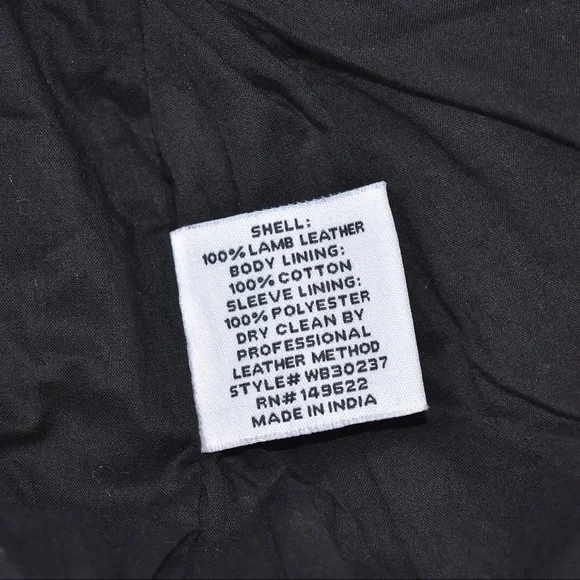 SHELL:
100% LAMB LEATHER
BODY LINING:
100% COTTON
SLEEVE LINING:
100% POLYESTER
DRY CLEAN BY
PROFESSIONAL
LEATHER METHOD
STYLE# WB30237
RN# 149622
MADE IN INDIA